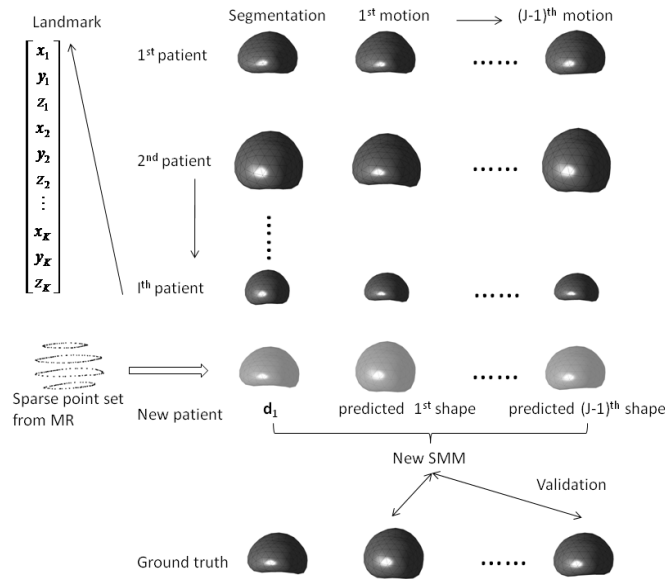 Landmark
Segmentation 1st motion (J-1)th motion
x1
y1
z1
x2
y2
z2
⋮
xK
yK
zK
1st patient
......
2nd patient
......
......
Ith patient
......
......
Sparse point set
from MR
New patient
d1 predicted 1st shape predicted (J-1)th shape
New SMM
Validation
Ground truth
......